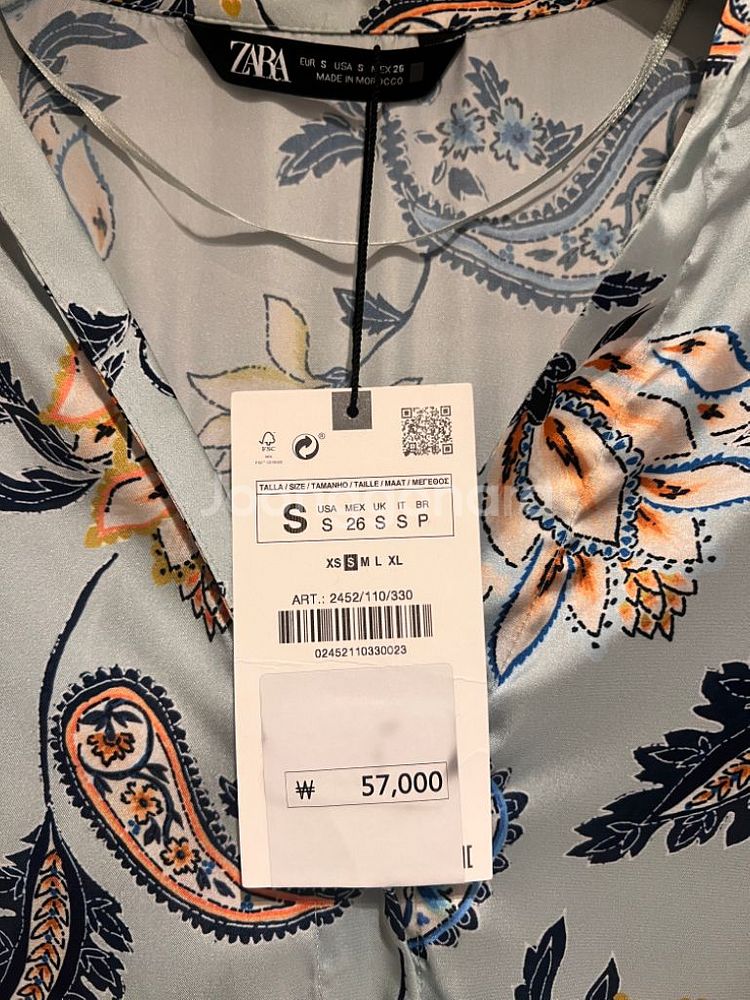 ZARA
EUR S USA S MEX 26
MADE IN MOROCCO
FSC
TALLA / SIZE / TAMANHO / TAILLE / MAAT / ΜΕΓΕΘΟΣ
S
USA MEX UK IT BR
S 26 S S P
XS S M L XL
ART.: 2452/110/330
02452110330023
₩ 57,000